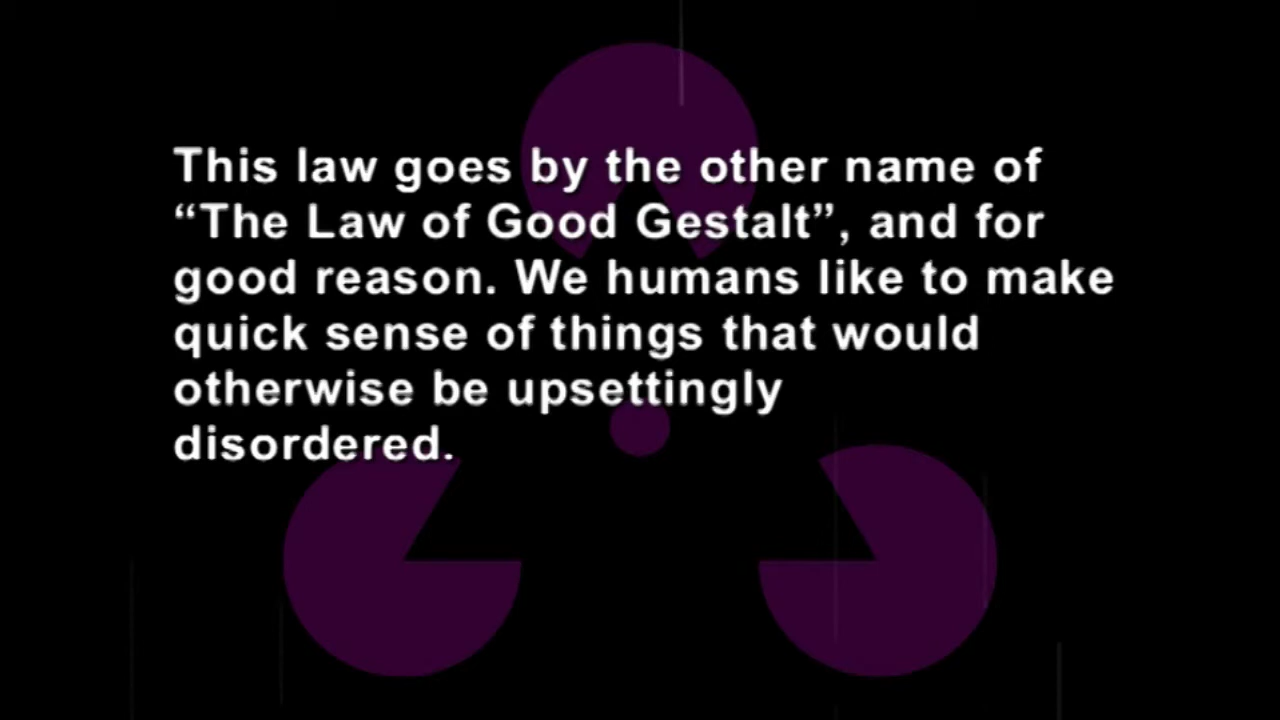 This law goes by the other name of
“The Law of Good Gestalt”, and for
good reason. We humans like to make
quick sense of things that would
otherwise be upsettingly
disordered.